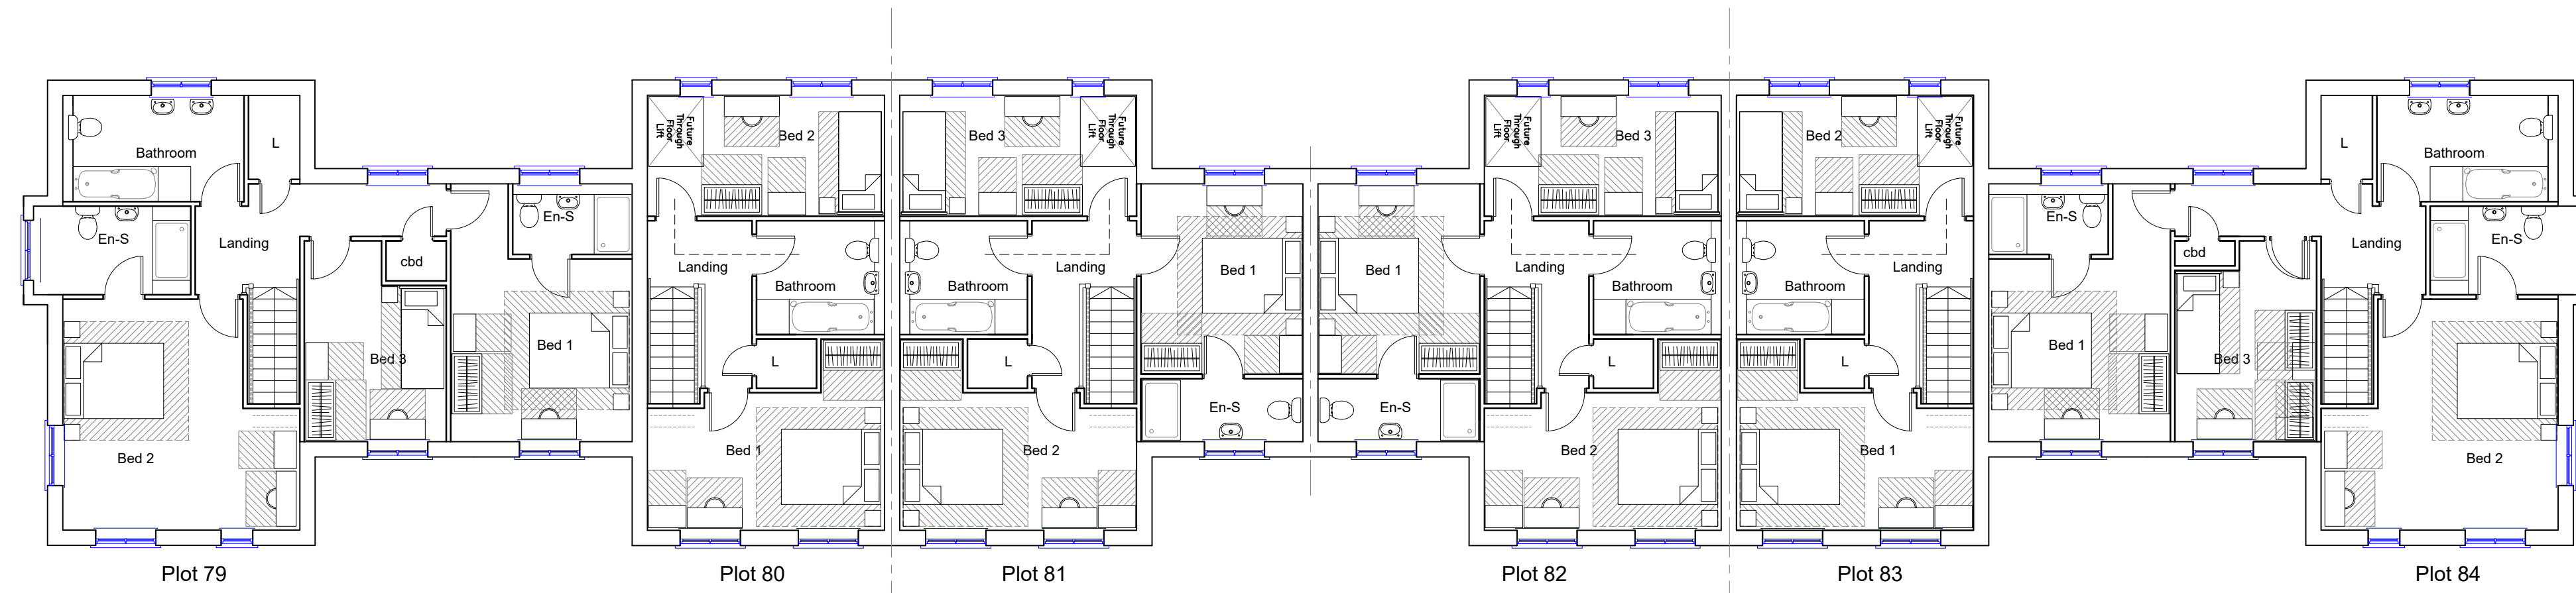 Bathroom
L
En-S
Landing
cbd
En-S
Bed 3
Bed 1
Bed 2
Plot 79
Future
Through
Floor
Lift
Bed 2
Landing
Bathroom
L
Bed 1
Plot 80
Bed 3
Future
Through
Floor
Lift
Landing
Bathroom
L
Bed 1
En-S
Bed 2
Plot 81
Future
Through
Floor
Lift
Bed 3
Bed 1
Landing
Bathroom
L
En-S
Bed 2
Plot 82
Bed 2
Future
Through
Floor
Lift
Landing
Bathroom
L
Bed 1
Plot 83
L
Bathroom
En-S
cbd
Landing
En-S
Bed 1
Bed 3
Bed 2
Plot 84